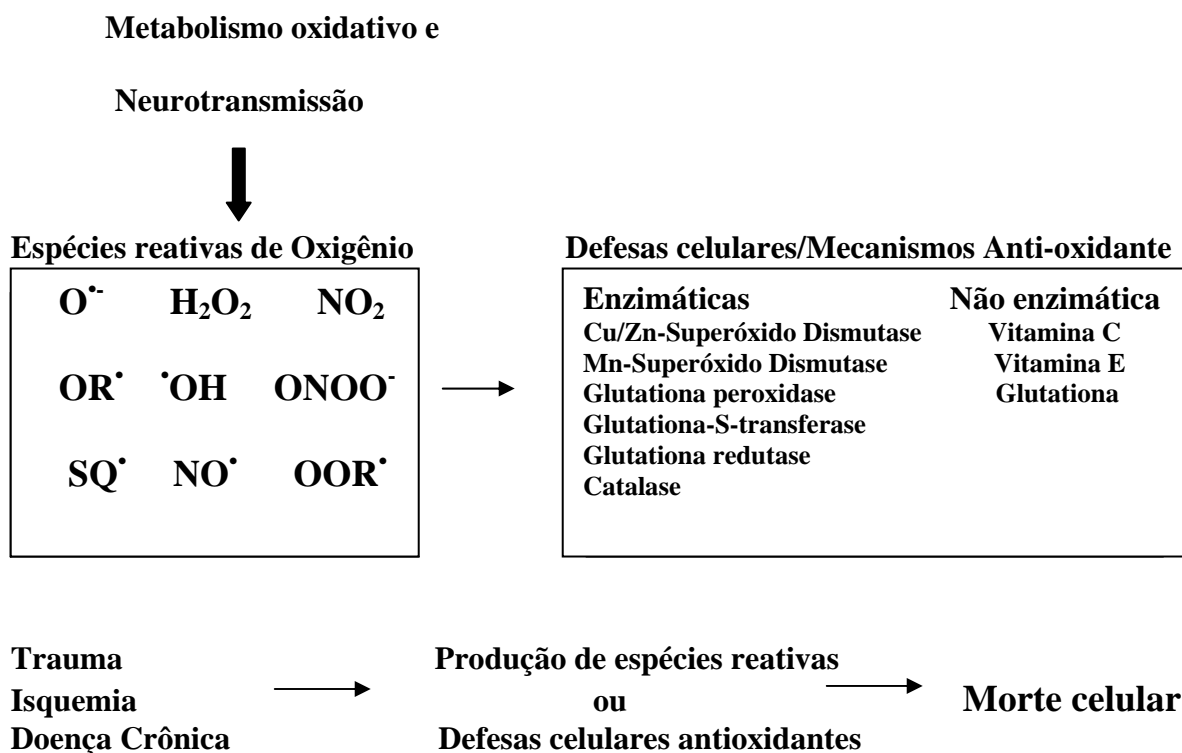 Metabolismo oxidativo e
Neurotransmissão
Espécies reativas de Oxigênio
O•- H₂O₂ NO₂
OR• •OH ONOO-
SQ• NO• OOR•
Defesas celulares/Mecanismos Anti-oxidante
Enzimáticas Não enzimática
Cu/Zn-Superóxido Dismutase Vitamina C
Mn-Superóxido Dismutase Vitamina E
Glutationa peroxidase Glutationa
Glutationa-S-transferase
Glutationa redutase
Catalase
Trauma Produção de espécies reativas
Isquemia ou Morte celular
Doença Crônica Defesas celulares antioxidantes